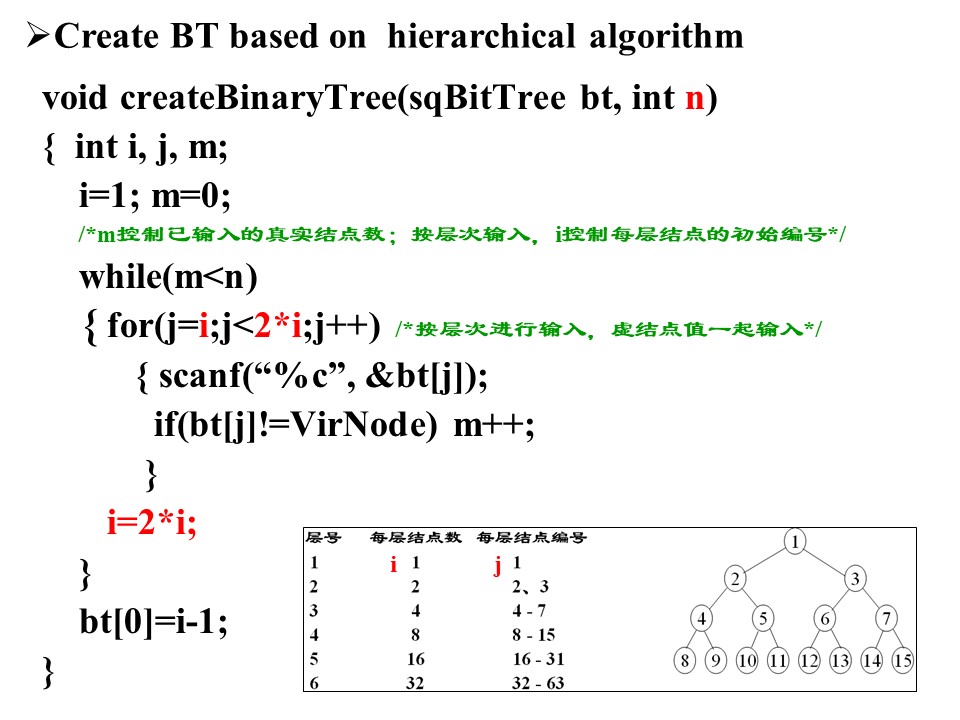 ➢Create BT based on hierarchical algorithm
void createBinaryTree(sqBitTree bt, int n)
{ int i, j, m;
i=1; m=0;
/*m控制已输入的真实结点数；按层次输入，i控制每层结点的初始编号*/
while(m<n)
{ for(j=i;j<2*i;j++) /*按层次进行输入，虚结点值一起输入*/
{ scanf(“%c”, &bt[j]);
if(bt[j]!=VirNode) m++;
}
i=2*i;
}
bt[0]=i-1;
}
层号 每层结点数 每层结点编号
1 i 1 j 1
2 2 2、3
3 4 4 - 7
4 8 8 - 15
5 16 16 - 31
6 32 32 - 63
1
2 3
4 5 6 7
8 9 10 11 12 13 14 15